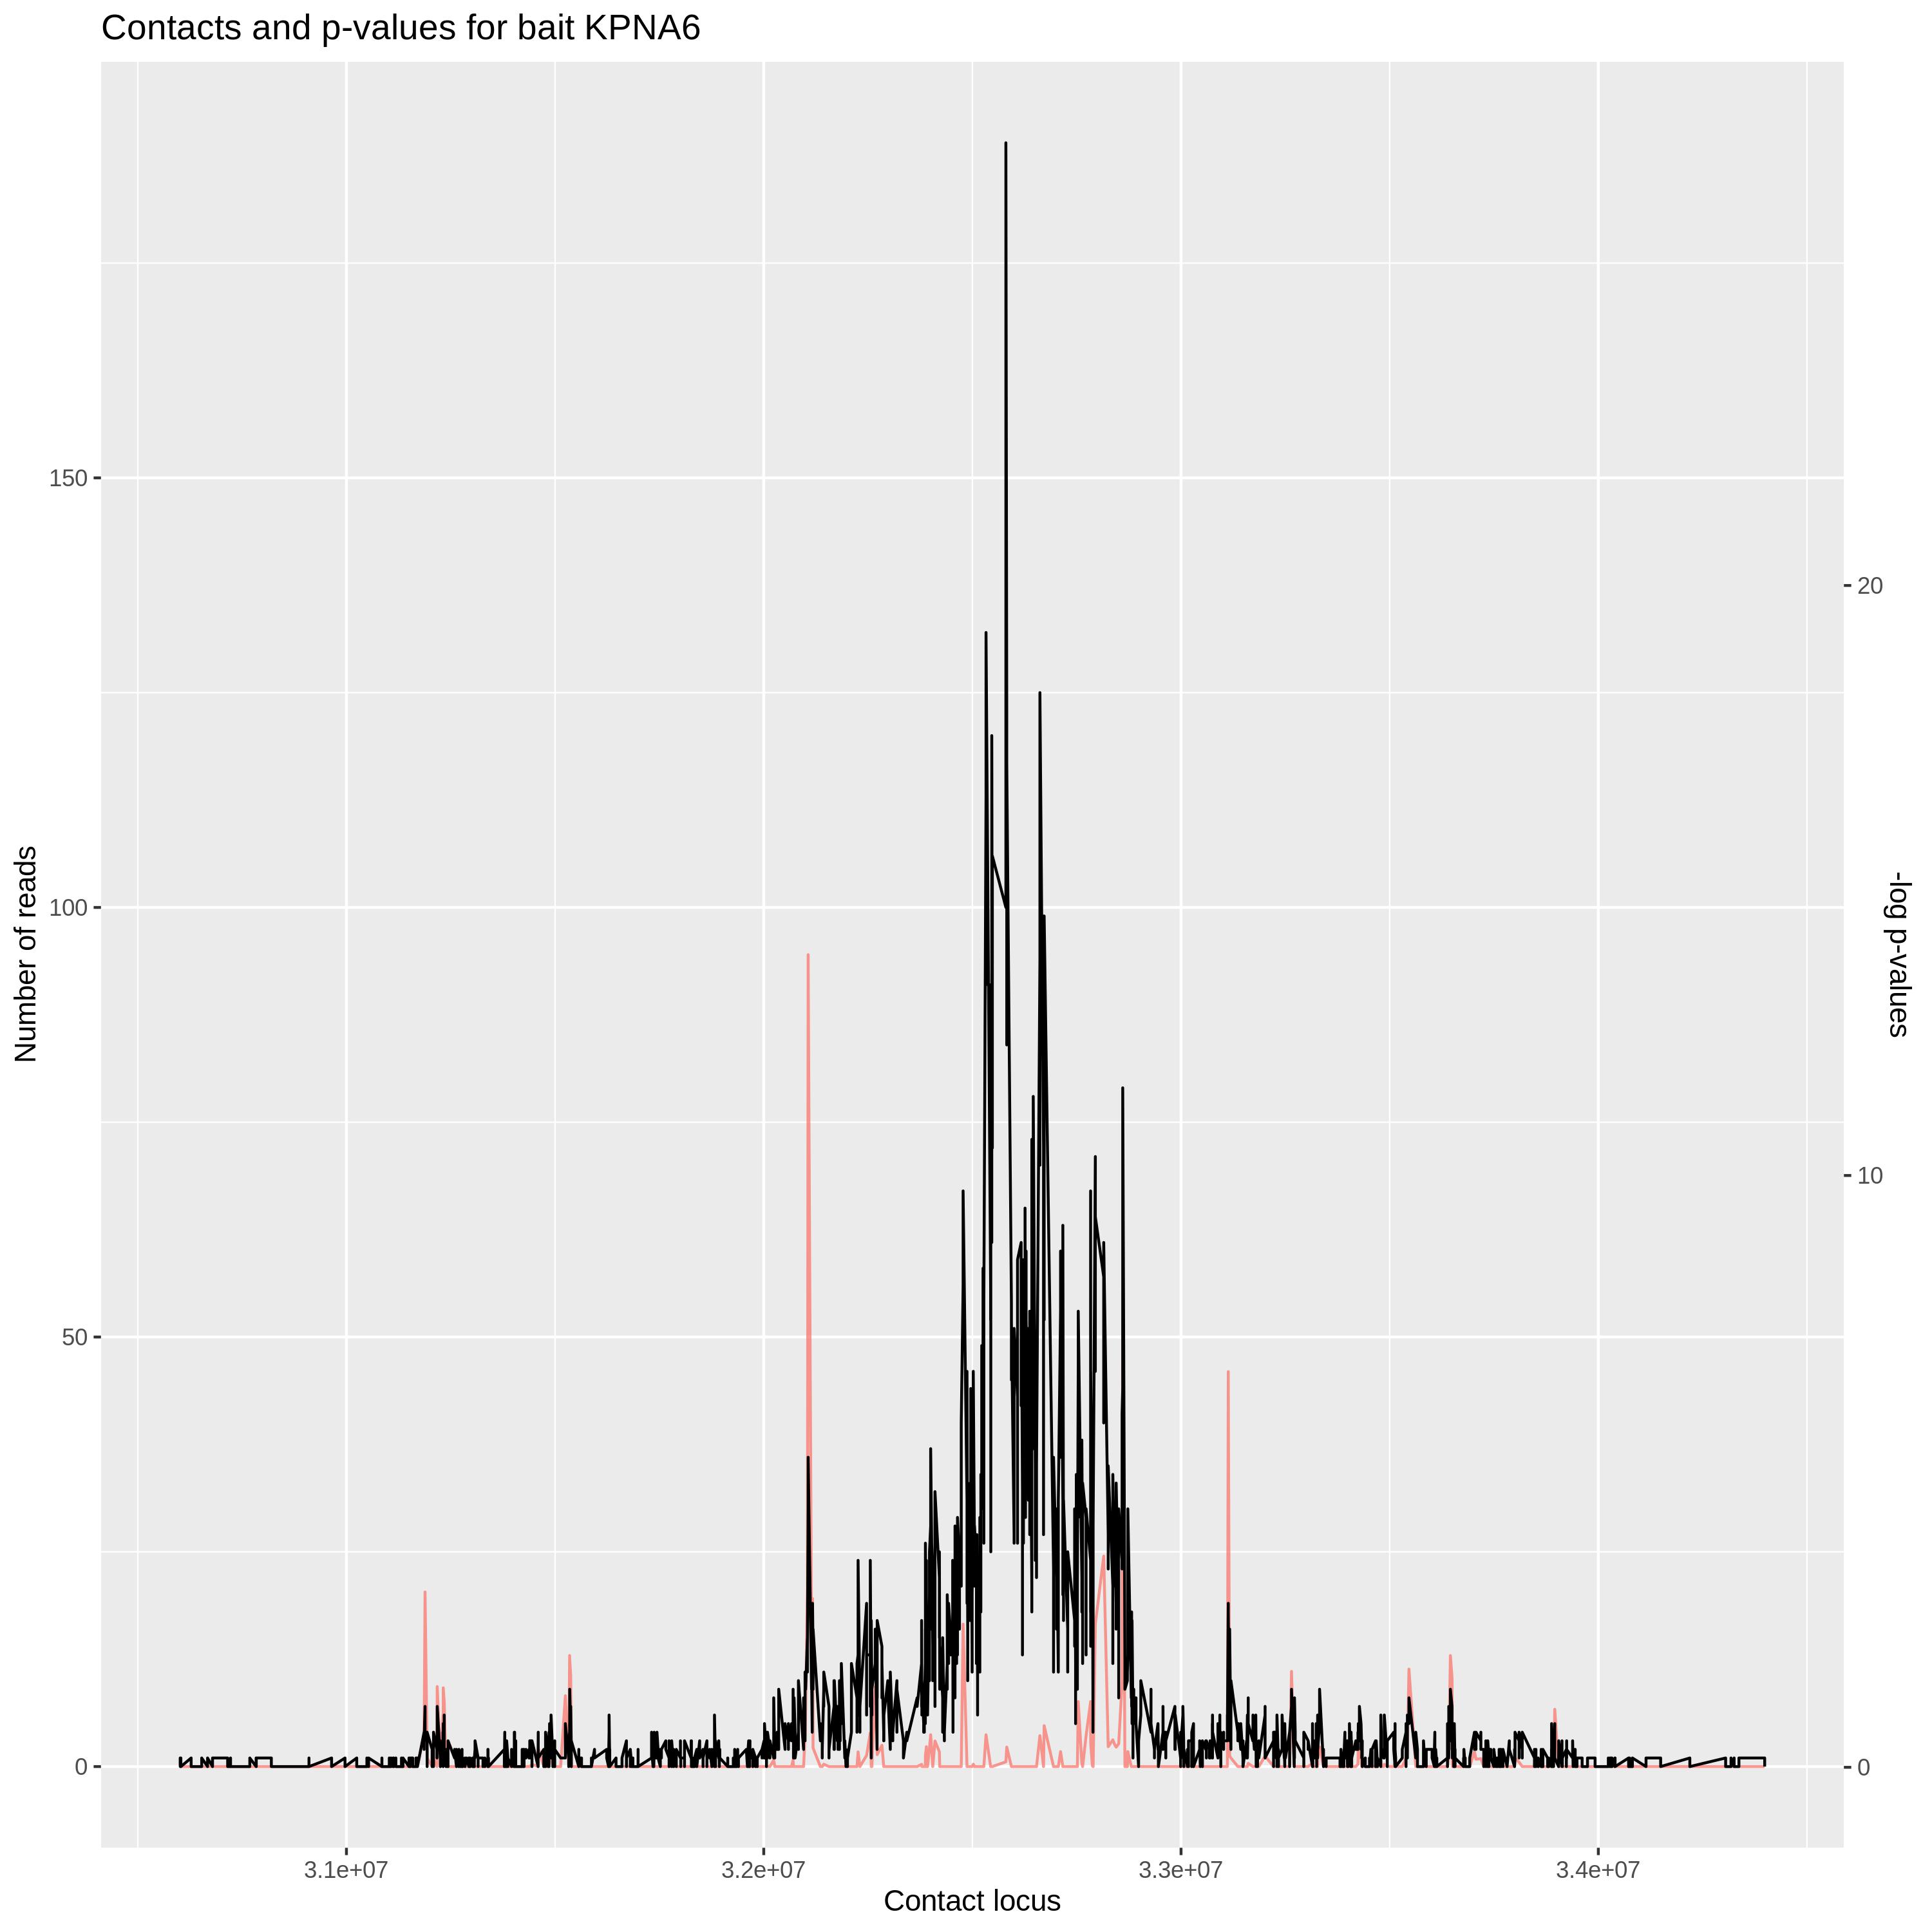 Contacts and p-values for bait KPNA6
150
100
50
0
Number of reads
20
10
0
-log p-values
3.1e+07
3.2e+07
3.3e+07
3.4e+07
Contact locus